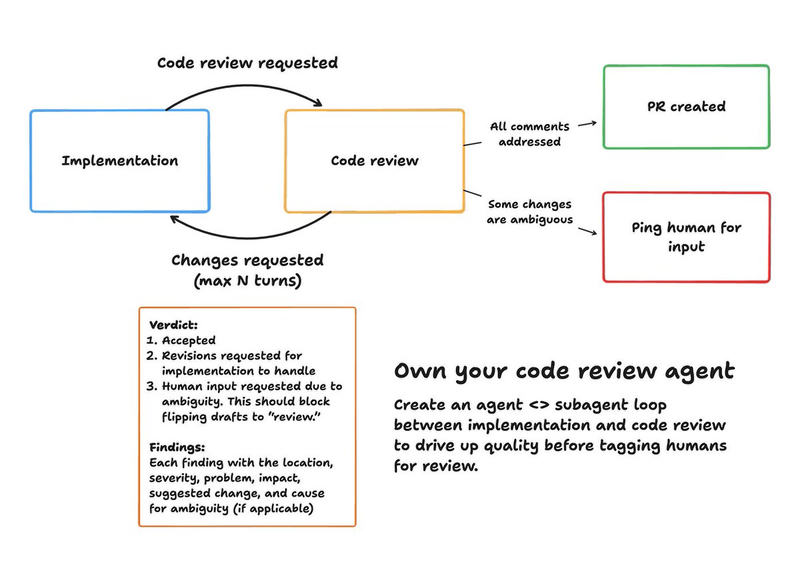 Code review requested
Implementation
Code review
All comments
addressed
PR created
Some changes
are ambiguous
Ping human for
input
Changes requested
(max N turns)
Verdict:
1. Accepted
2. Revisions requested for
implementation to handle
3. Human input requested due to
ambiguity. This should block
flipping drafts to “review.”
Findings:
Each finding with the location,
severity, problem, impact,
suggested change, and cause
for ambiguity (if applicable)
Own your code review agent
Create an agent <> subagent loop
between implementation and code review
to drive up quality before tagging humans
for review.